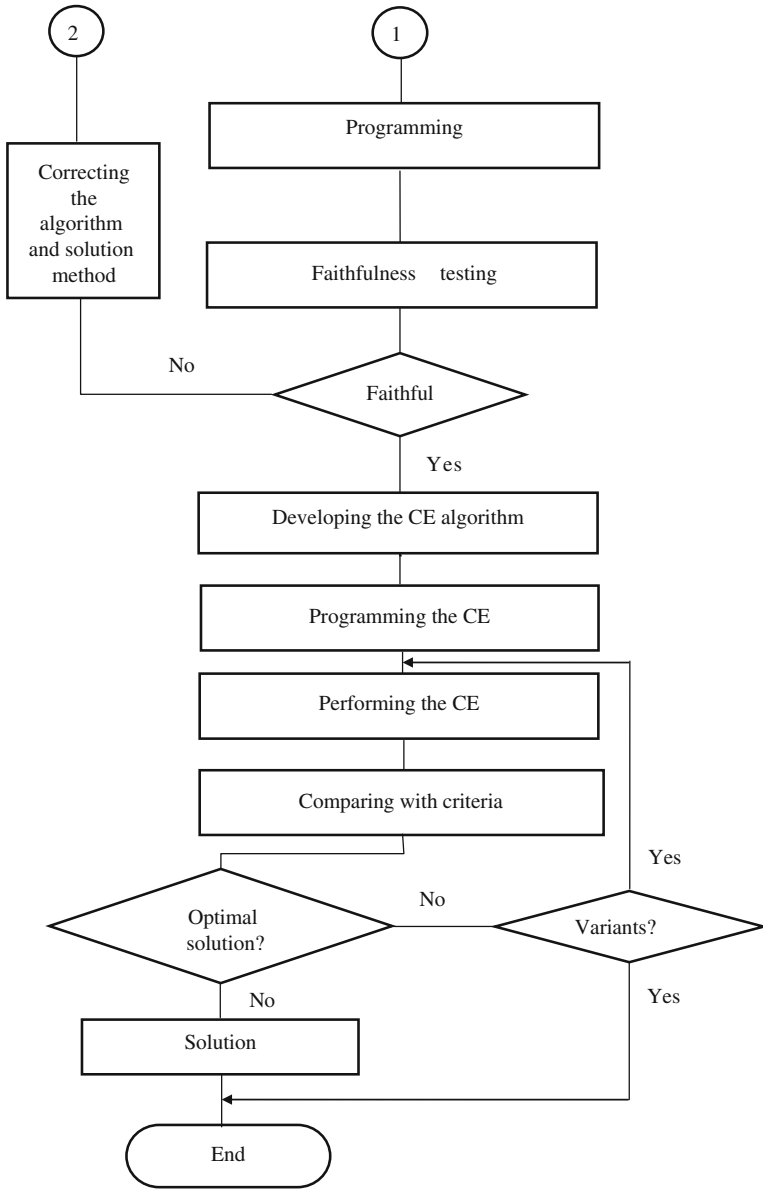 2
1
Programming
Correcting
the
algorithm
and solution
method
Faithfulness testing
No
Faithful
Yes
Developing the CE algorithm
Programming the CE
Performing the CE
Comparing with criteria
Yes
No
Optimal
solution?
Variants?
No
Yes
Solution
End